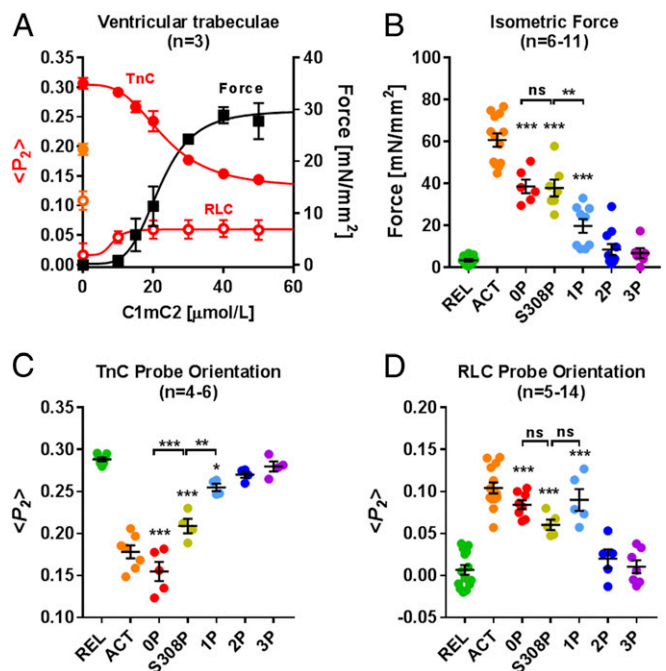 A
Ventricular trabeculae
(n=3)
<P2>
0.35
0.30
0.25
0.20
0.15
0.10
0.05
0.00
TnC
Force
RLC
40
30
20
10
0
Force [mN/mm²]
0
20
40
60
C1mC2 [μmol/L]
B
Isometric Force
(n=6-11)
Force [mN/mm²]
100
80
60
40
20
0
ns
**
***
***
***
REL
ACT
0P
S308P
1P
2P
3P
C
TnC Probe Orientation
(n=4-6)
<P2>
0.35
0.30
0.25
0.20
0.15
0.10
***
**
***
***
*
REL
ACT
0P
S308P
1P
2P
3P
D
RLC Probe Orientation
(n=5-14)
<P2>
0.20
0.15
0.10
0.05
0.00
-0.05
ns
ns
***
***
***
REL
ACT
0P
S308P
1P
2P
3P